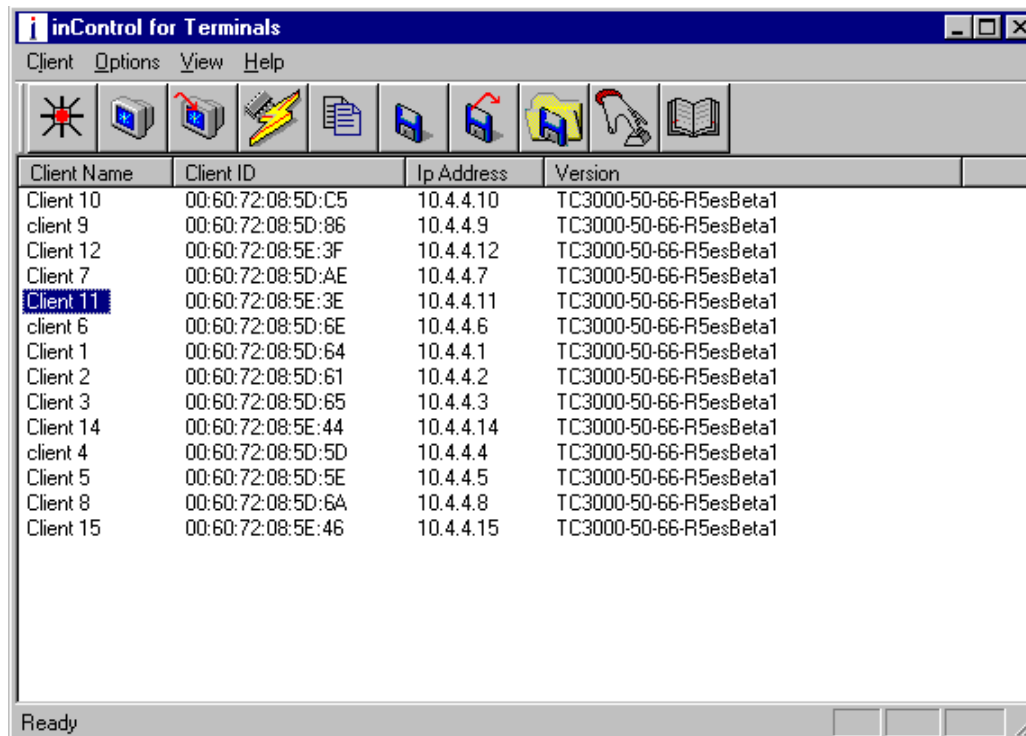 inControl for Terminals
Client Options View Help
Client Name Client ID Ip Address Version
Client 10 00:60:72:08:5D:C5 10.4.4.10 TC3000-50-66-R5esBeta1
client 9 00:60:72:08:5D:86 10.4.4.9 TC3000-50-66-R5esBeta1
Client 12 00:60:72:08:5E:3F 10.4.4.12 TC3000-50-66-R5esBeta1
Client 7 00:60:72:08:5D:AE 10.4.4.7 TC3000-50-66-R5esBeta1
Client 11 00:60:72:08:5E:3E 10.4.4.11 TC3000-50-66-R5esBeta1
client 6 00:60:72:08:5D:6E 10.4.4.6 TC3000-50-66-R5esBeta1
Client 1 00:60:72:08:5D:64 10.4.4.1 TC3000-50-66-R5esBeta1
Client 2 00:60:72:08:5D:61 10.4.4.2 TC3000-50-66-R5esBeta1
Client 3 00:60:72:08:5D:65 10.4.4.3 TC3000-50-66-R5esBeta1
Client 14 00:60:72:08:5E:44 10.4.4.14 TC3000-50-66-R5esBeta1
client 4 00:60:72:08:5D:5D 10.4.4.4 TC3000-50-66-R5esBeta1
Client 5 00:60:72:08:5D:5E 10.4.4.5 TC3000-50-66-R5esBeta1
Client 8 00:60:72:08:5D:6A 10.4.4.8 TC3000-50-66-R5esBeta1
Client 15 00:60:72:08:5E:46 10.4.4.15 TC3000-50-66-R5esBeta1
Ready